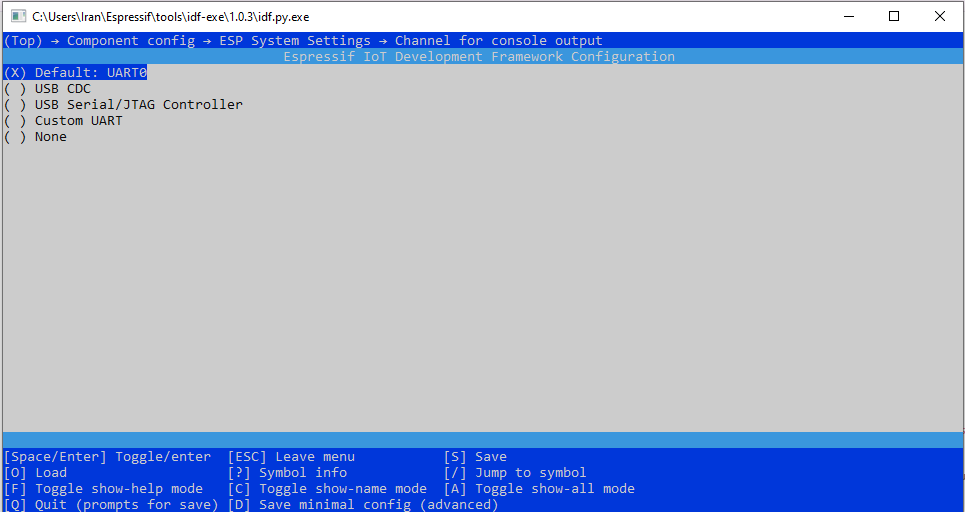 C:\Users\Iran\Espressif\tools\idf-exe\1.0.3\idf.py.exe
(Top) → Component config → ESP System Settings → Channel for console output
Espressif IoT Development Framework Configuration
(X) Default: UART0
( ) USB CDC
( ) USB Serial/JTAG Controller
( ) Custom UART
( ) None
[Space/Enter] Toggle/enter [ESC] Leave menu [S] Save
[O] Load [?] Symbol info [/] Jump to symbol
[F] Toggle show-help mode [C] Toggle show-name mode [A] Toggle show-all mode
[Q] Quit (prompts for save) [D] Save minimal config (advanced)